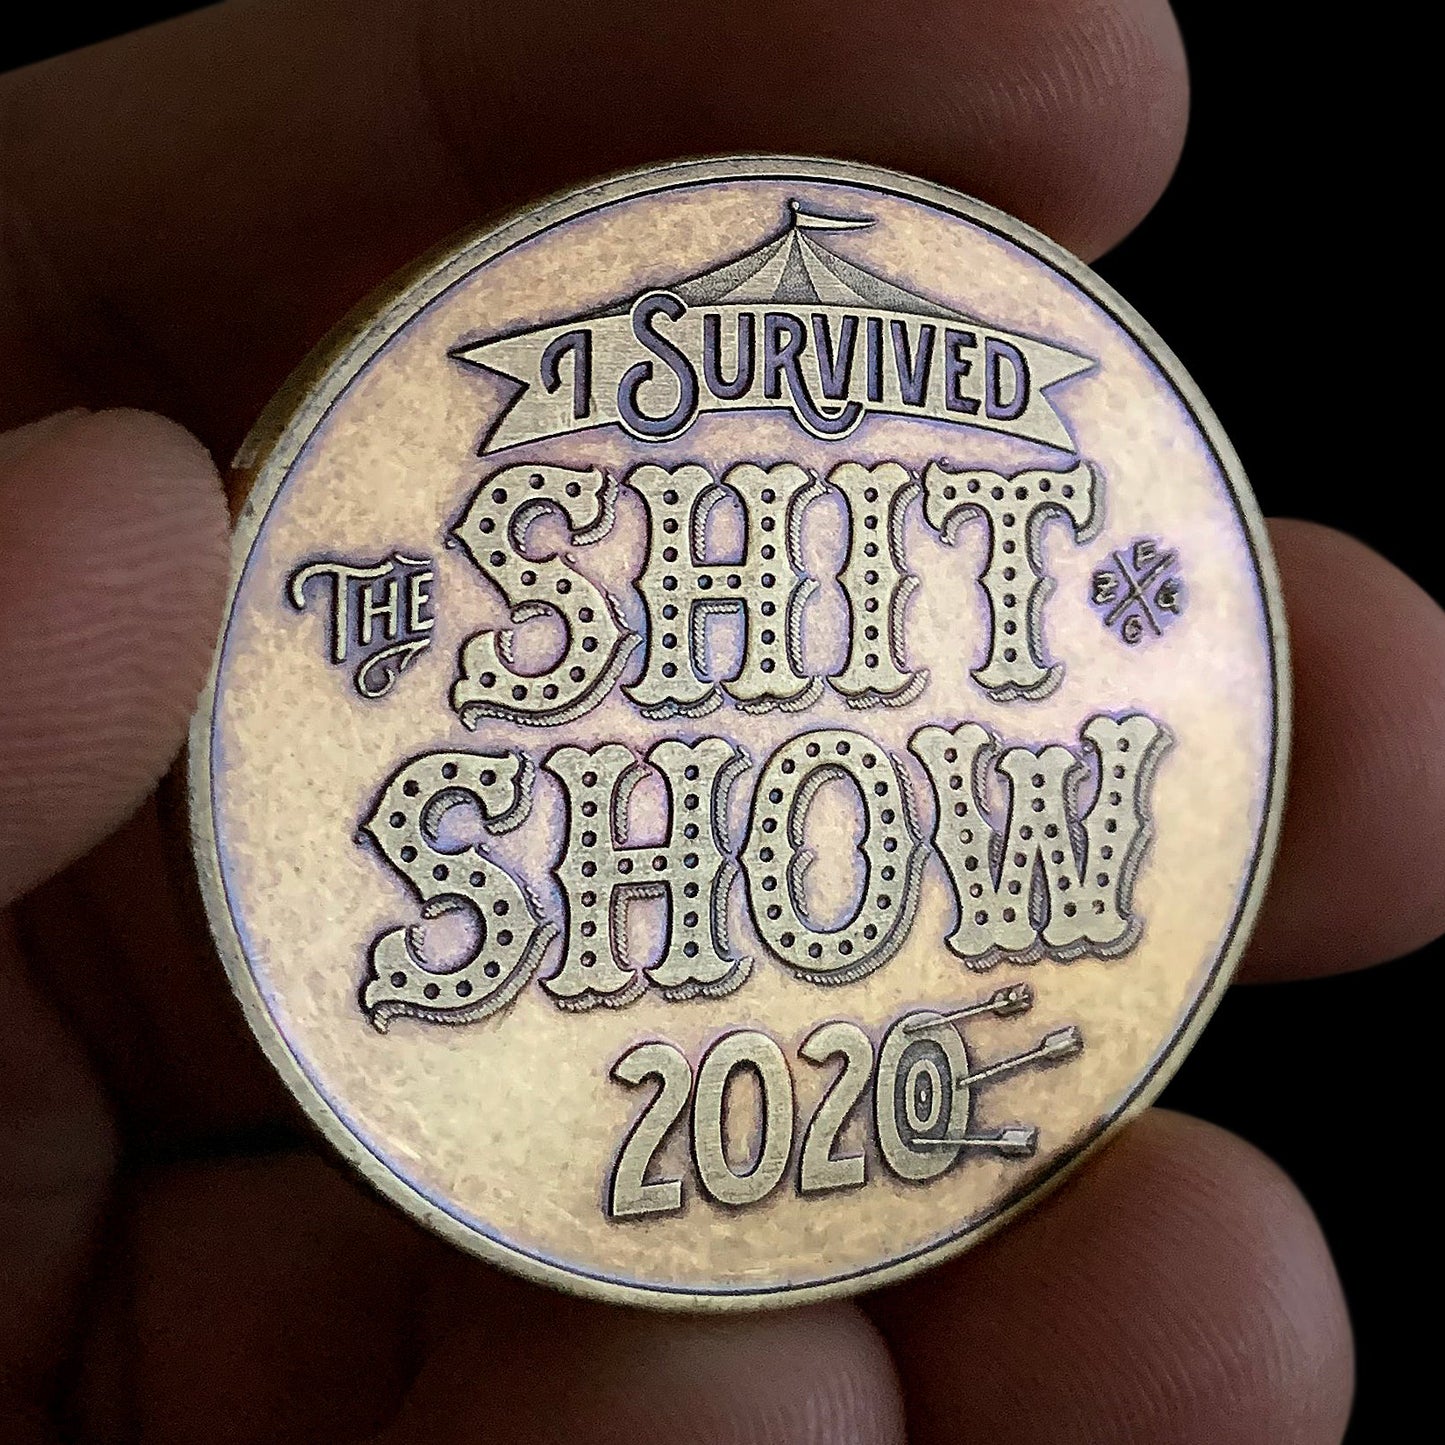 I SURVIVED
THE SHIT
SHOW
2020